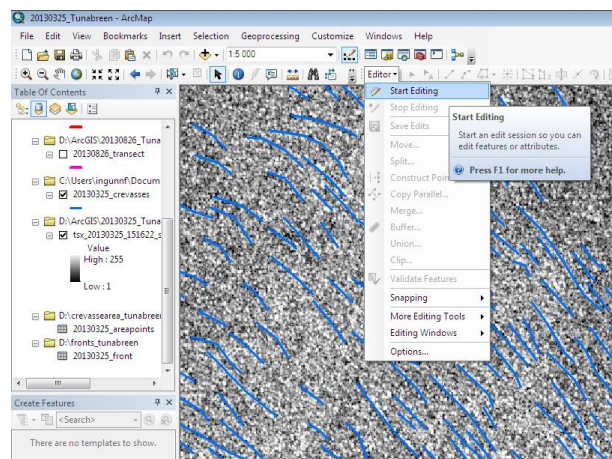 20130325_Tunabreen - ArcMap
File Edit View Bookmarks Insert Selection Geoprocessing Customize Windows Help
1:5 000
Editor
Table Of Contents
Start Editing
Stop Editing
Save Edits
Move...
Split...
Construct Poin
Copy Parallel...
Merge...
Buffer...
Union...
Clip...
Validate Features
Snapping
More Editing Tools
Editing Windows
Options...
Start Editing
Start an edit session so you can
edit features or attributes.
Press F1 for more help.
D:\ArcGIS\20130826_Tuna
20130826_transect
C:\Users\ingunnf\Docum
20130325_crevasses
D:\ArcGIS\20130325_Tuna
tsx_20130325_151622_s
Value
High : 255
Low : 1
D:\crevassearea_tunabree
20130325_areapoints
D:\fronts_tunabreen
20130325_front
Create Features
<Search>
There are no templates to show.